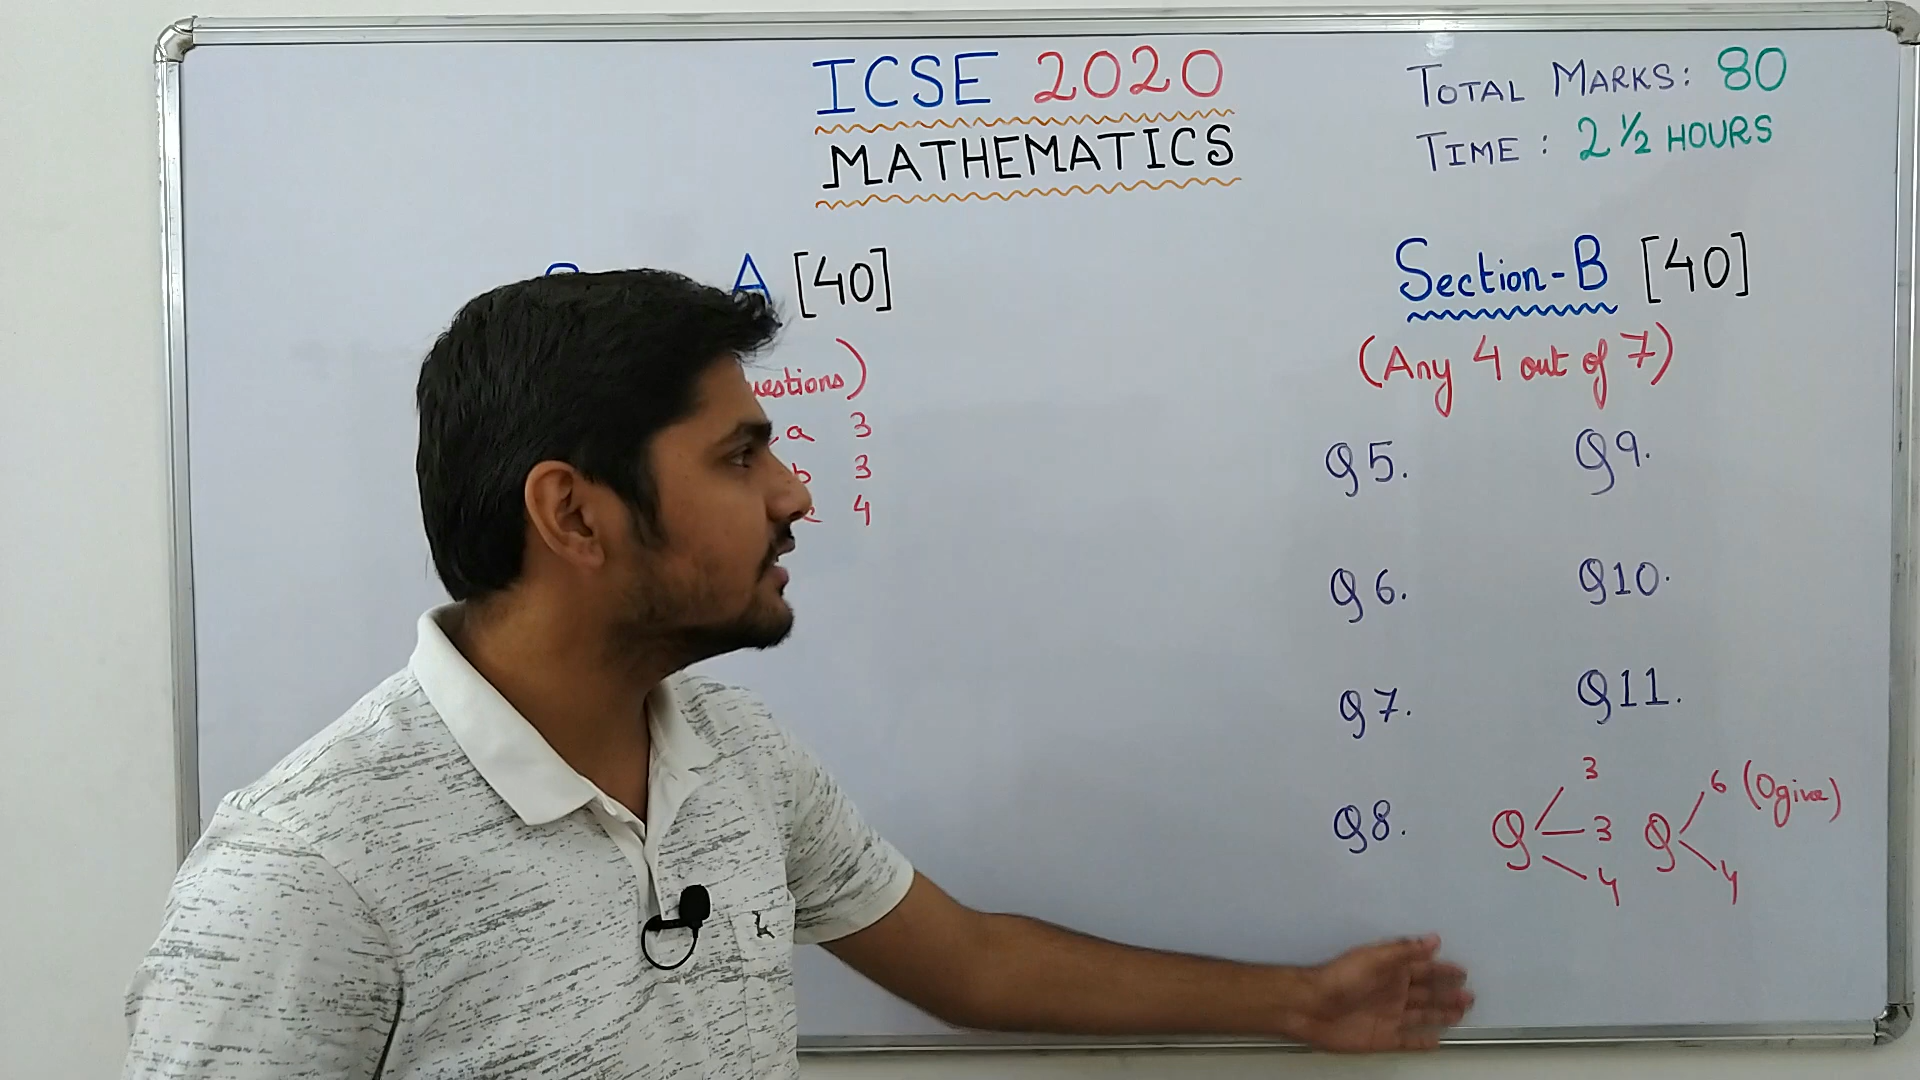 ICSE 2020
MATHEMATICS
TOTAL MARKS: 80
TIME : 2 ½ HOURS
A [40]
a 3
b 3
4
Section-B [40]
(Any 4 out of 7)
Q5. Q9.
Q6. Q10.
Q7. Q11.
Q8.
Q 3
3
4
Q 6 (Ogive)
4